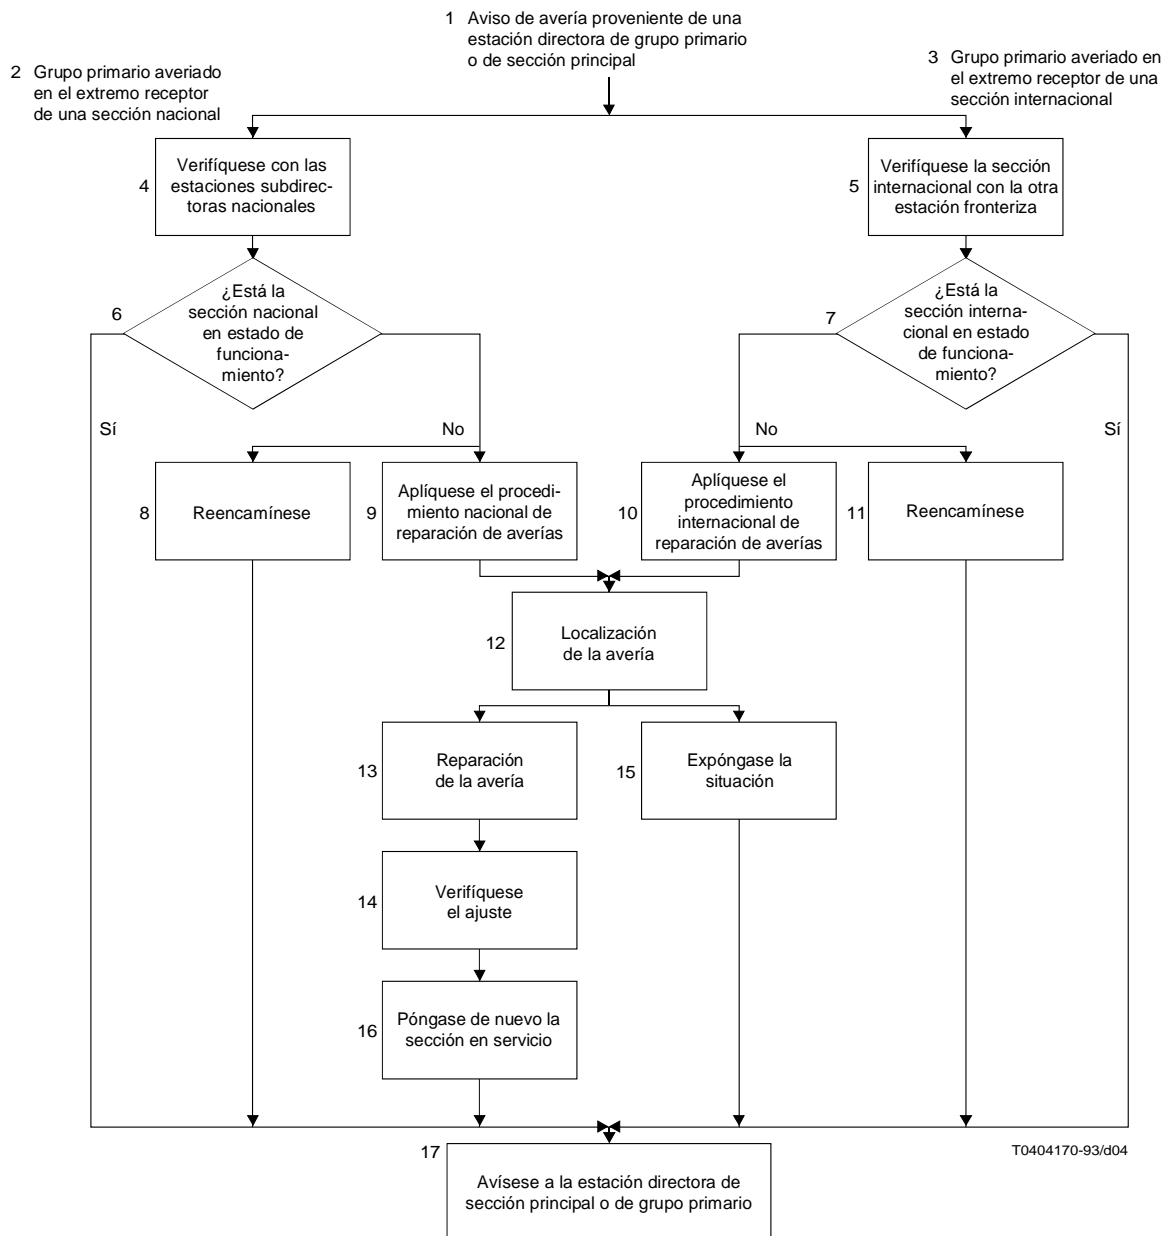 1 Aviso de avería proveniente de una
estación directora de grupo primario
o de sección principal
2 Grupo primario averiado
en el extremo receptor
de una sección nacional
3 Grupo primario averiado en
el extremo receptor de una
sección internacional
4
Verifíquese con las
estaciones subdirec-
toras nacionales
5
Verifíquese la sección
internacional con la otra
estación fronteriza
6
¿Está la
sección nacional
en estado de
funciona-
miento?
7
¿Está la
sección interna-
cional en estado
de funciona-
miento?
Sí
No
No
Sí
8
Reencamínese
9
Aplíquese el procedi-
miento nacional de
reparación de averías
10
Aplíquese el
procedimiento
internacional de
reparación de averías
11
Reencamínese
12
Localización
de la avería
13
Reparación
de la avería
15
Expóngase la
situación
14
Verifíquese
el ajuste
16
Póngase de nuevo la
sección en servicio
17
Avísese a la estación directora de
sección principal o de grupo primario
T0404170-93/d04